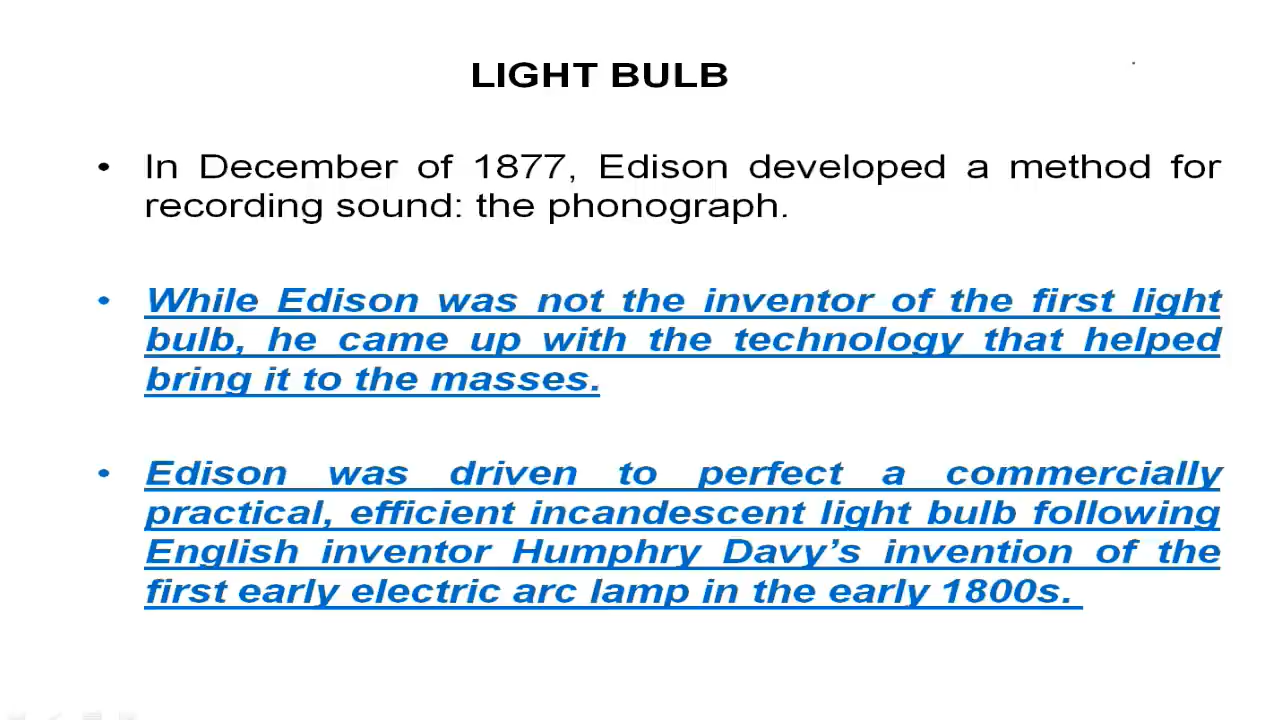 LIGHT BULB
• In December of 1877, Edison developed a method for
recording sound: the phonograph.
• While Edison was not the inventor of the first light
bulb, he came up with the technology that helped
bring it to the masses.
• Edison was driven to perfect a commercially
practical, efficient incandescent light bulb following
English inventor Humphry Davy’s invention of the
first early electric arc lamp in the early 1800s.